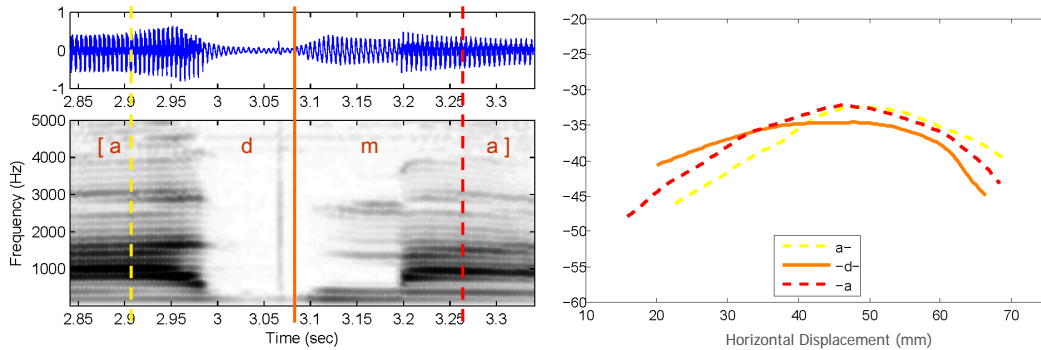 1
0
-1
2.85 2.9 2.95 3 3.05 3.1 3.15 3.2 3.25 3.3
5000
4000
3000
2000
1000
Frequency (Hz)
[ a d m a ]
2.85 2.9 2.95 3 3.05 3.1 3.15 3.2 3.25 3.3
Time (sec)
-20
-25
-30
-35
-40
-45
-50
-55
-60
a-
-d-
-a
10 20 30 40 50 60 70
Horizontal Displacement (mm)